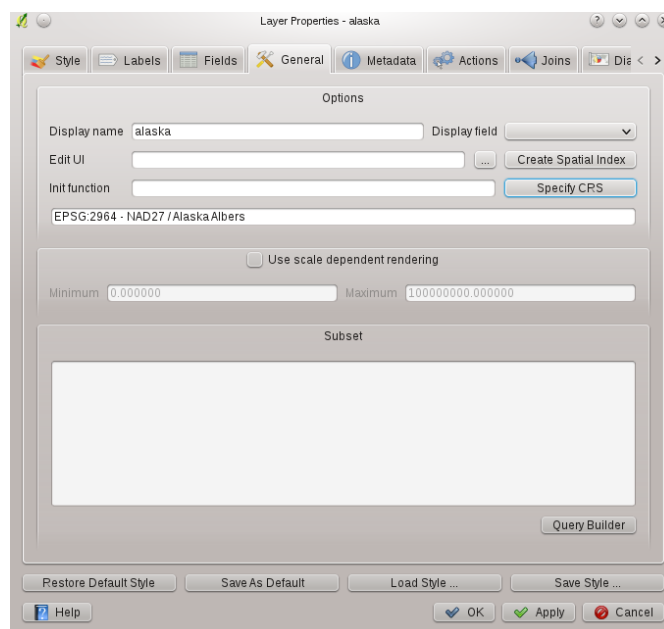 Layer Properties - alaska
Style Labels Fields General Metadata Actions Joins Dia
Options
Display name alaska Display field
Edit UI ... Create Spatial Index
Init function Specify CRS
EPSG:2964 - NAD27 / Alaska Albers
Use scale dependent rendering
Minimum 0.000000 Maximum 100000000.000000
Subset
Query Builder
Restore Default Style Save As Default Load Style ... Save Style ...
Help OK Apply Cancel